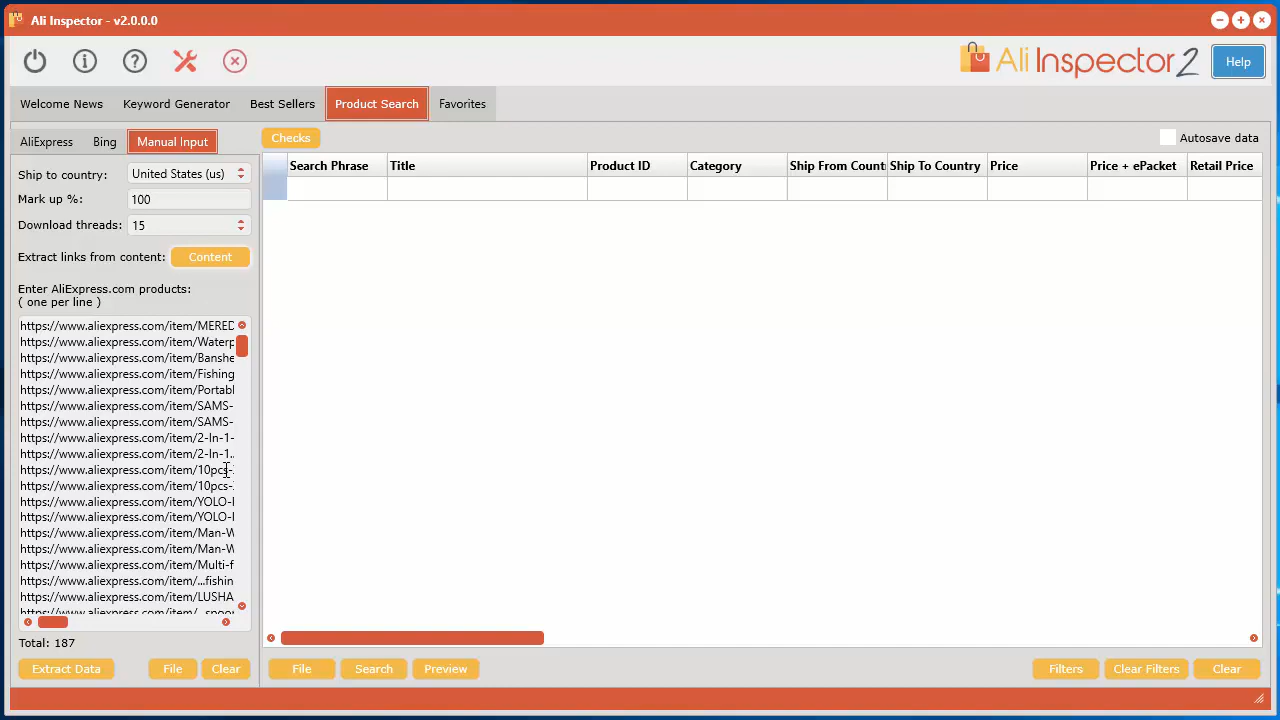 Ali Inspector - v2.0.0.0
Ali Inspector 2
Help
Welcome News Keyword Generator Best Sellers Product Search Favorites
AliExpress Bing Manual Input
Checks
Autosave data
Ship to country: United States (us)
Mark up %: 100
Download threads: 15
Extract links from content: Content
Enter AliExpress.com products:
( one per line )
https://www.aliexpress.com/item/MERED
https://www.aliexpress.com/item/Waterp
https://www.aliexpress.com/item/Banshe
https://www.aliexpress.com/item/Fishing
https://www.aliexpress.com/item/Portabl
https://www.aliexpress.com/item/SAMS-
https://www.aliexpress.com/item/SAMS-
https://www.aliexpress.com/item/2-In-1-
https://www.aliexpress.com/item/2-In-1..
https://www.aliexpress.com/item/10pcs-
https://www.aliexpress.com/item/10pcs-
https://www.aliexpress.com/item/YOLO-
https://www.aliexpress.com/item/YOLO-
https://www.aliexpress.com/item/Man-W
https://www.aliexpress.com/item/Man-W
https://www.aliexpress.com/item/Multi-f
https://www.aliexpress.com/item/...fishin
https://www.aliexpress.com/item/LUSHA
https://www.aliexpress.com/item/...spoo
Total: 187
Extract Data File Clear
Search Phrase Title Product ID Category Ship From Count Ship To Country Price Price + ePacket Retail Price
File Search Preview Filters Clear Filters Clear